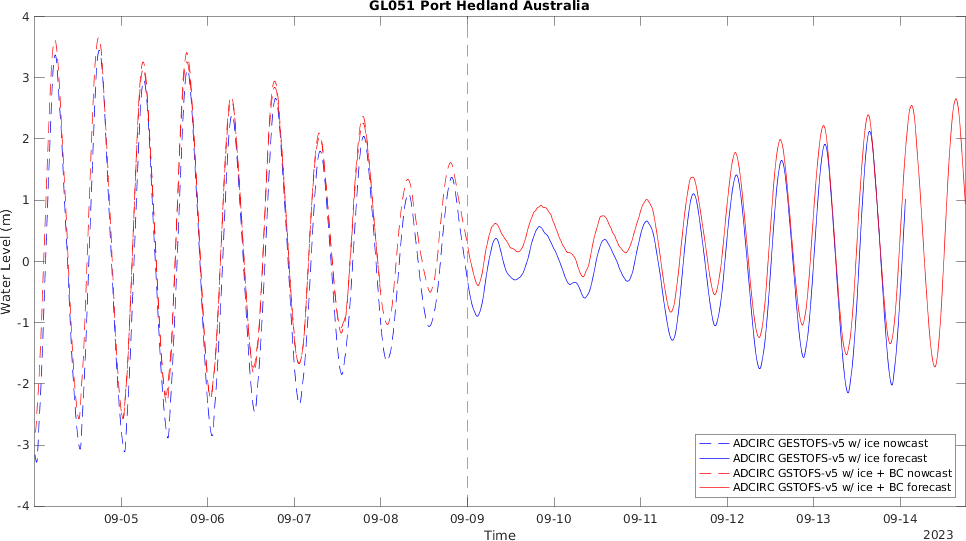 GL051 Port Hedland Australia
Water Level (m)
4
3
2
1
0
-1
-2
-3
-4
ADCIRC GESTOFS-v5 w/ ice nowcast
ADCIRC GESTOFS-v5 w/ ice forecast
ADCIRC GSTOFS-v5 w/ ice + BC nowcast
ADCIRC GSTOFS-v5 w/ ice + BC forecast
09-05 09-06 09-07 09-08 09-09 09-10 09-11 09-12 09-13 09-14
Time
2023